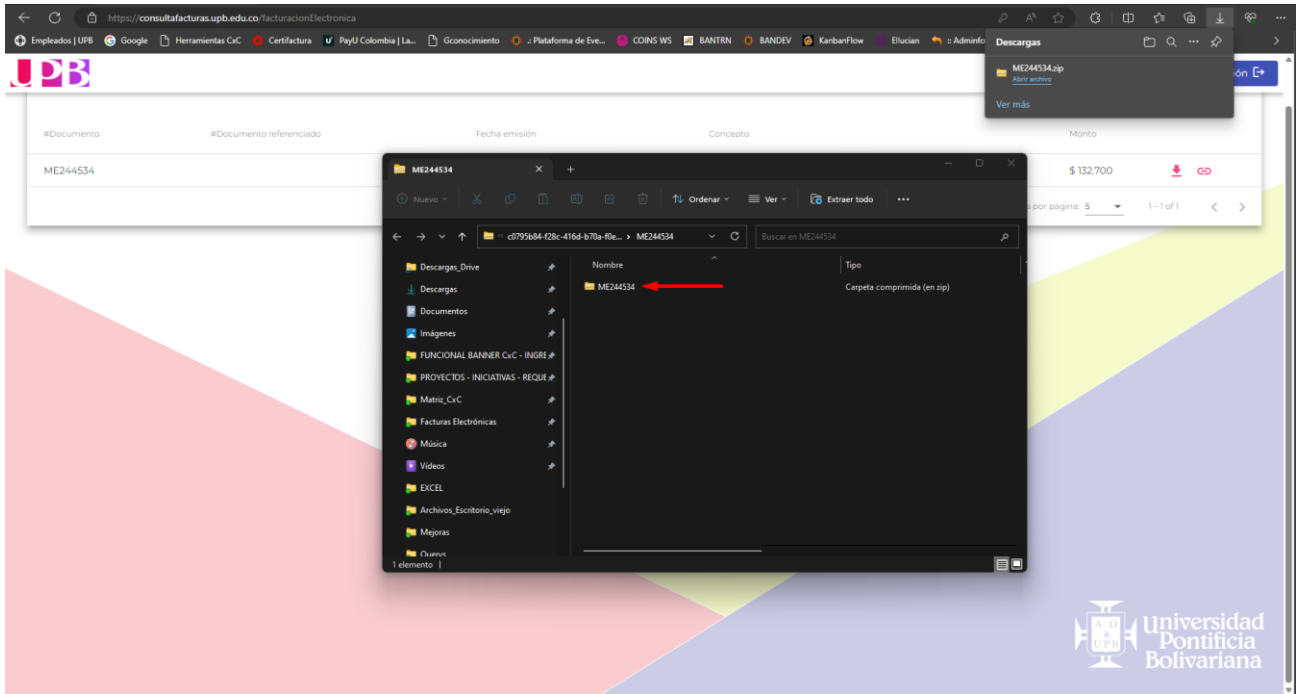 https://consultafacturas.upb.edu.co/facturacionElectronica
Empleados | UPB Google Herramientas CxC Certifactura PayU Colombia | La... Gconocimiento .: Plataforma de Eve... COINS WS BANTRN BANDEV KanbanFlow Ellucian :: Adminfo
Descargas
ME244534.zip
Abrir archivo
Ver más
UPB
ión
#Documento #Documento referenciado Fecha emisión Concepto Monto
ME244534 $ 132.700
s por página: 5 1-1 of 1
ME244534
Nuevo Ordenar Ver Extraer todo
c0795b84-f28c-416d-b70a-f0e... > ME244534 Buscar en ME244534
Nombre Tipo
ME244534 Carpeta comprimida (en zip)
Descargas_Drive
Descargas
Documentos
Imágenes
FUNCIONAL BANNER CxC - INGRE
PROYECTOS - INICIATIVAS - REQUE
Matriz_CxC
Facturas Electrónicas
Música
Vídeos
EXCEL
Archivos_Escritorio_viejo
Mejoras
Querys
1 elemento
Α Ω
&
UPB
Universidad
Pontificia
Bolivariana